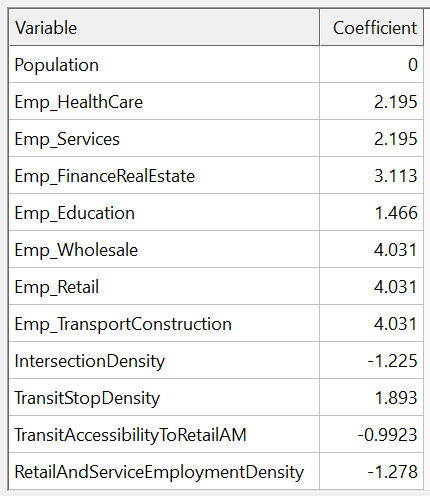 Variable Coefficient
Population 0
Emp_HealthCare 2.195
Emp_Services 2.195
Emp_FinanceRealEstate 3.113
Emp_Education 1.466
Emp_Wholesale 4.031
Emp_Retail 4.031
Emp_TransportConstruction 4.031
IntersectionDensity -1.225
TransitStopDensity 1.893
TransitAccessibilityToRetailAM -0.9923
RetailAndServiceEmploymentDensity -1.278